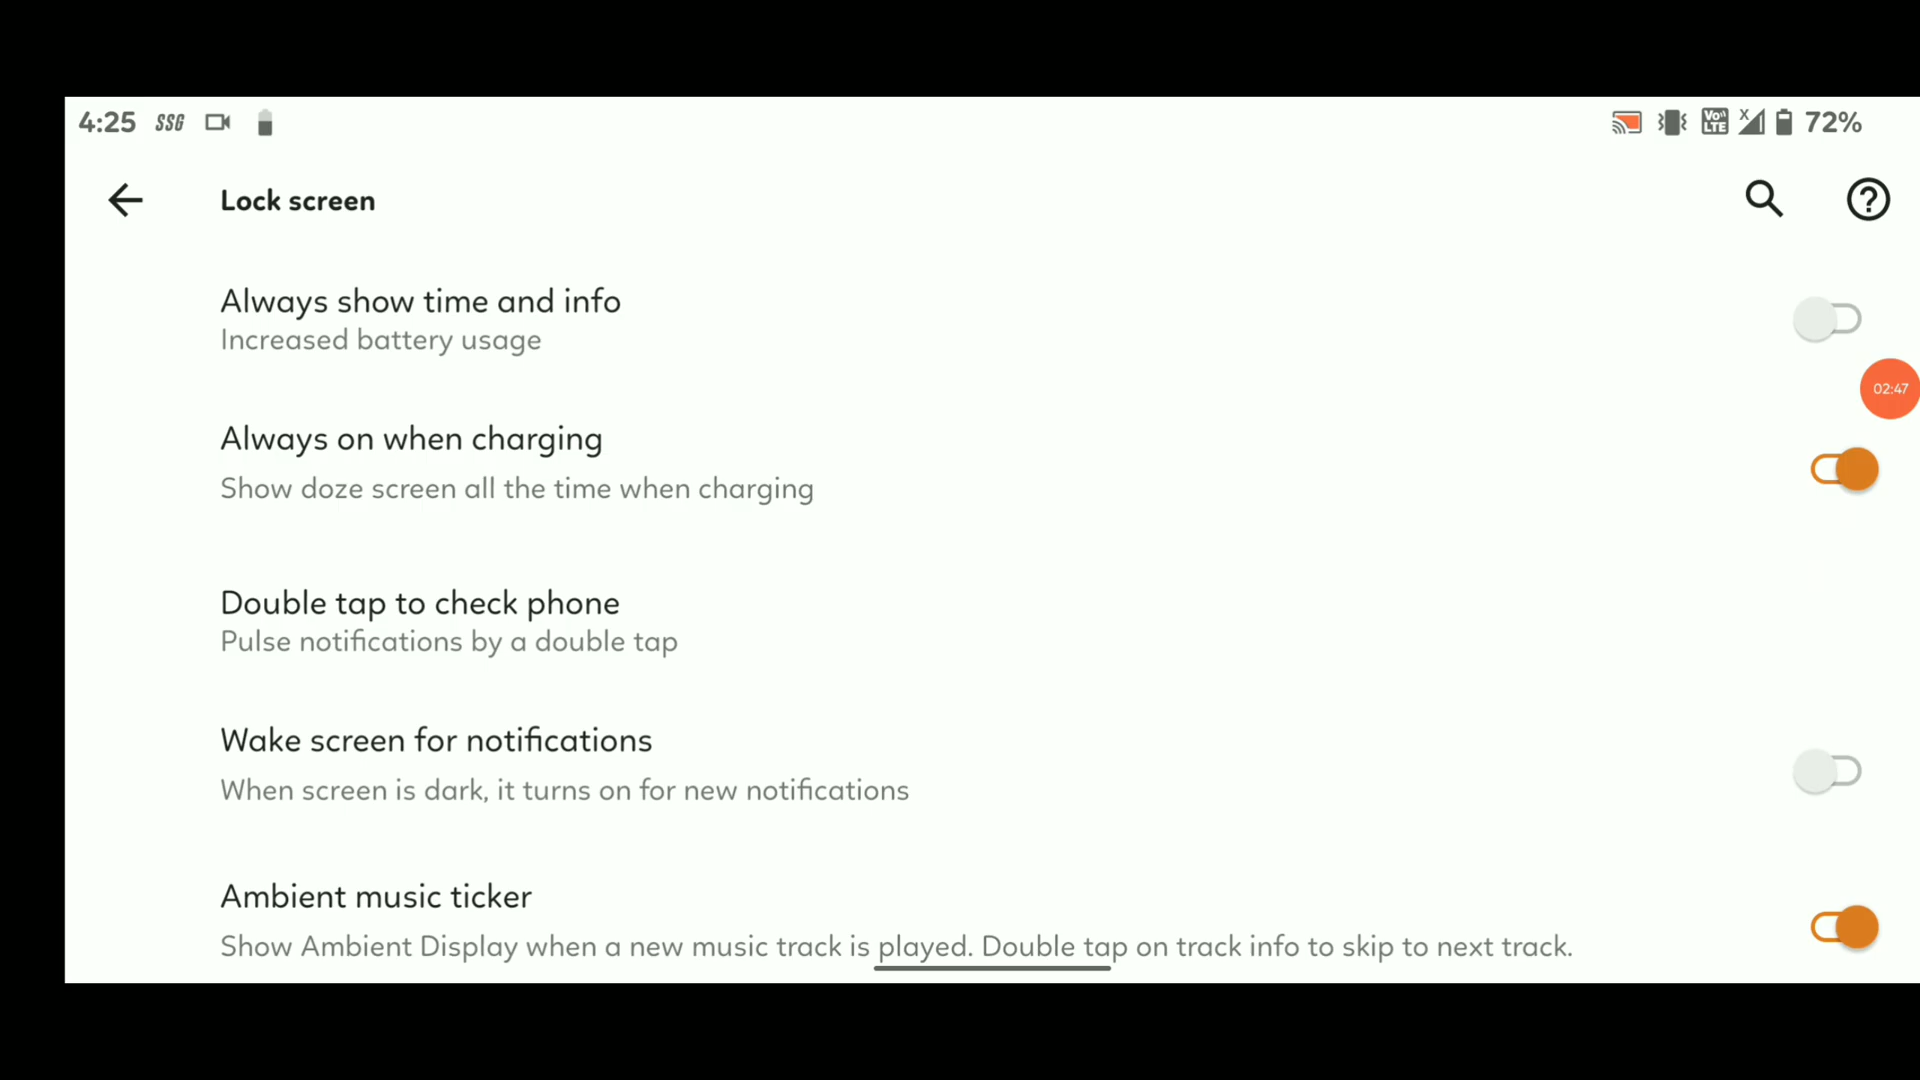 4:25 SSG VoLTE X 72%
Lock screen
Always show time and info
Increased battery usage
02:47
Always on when charging
Show doze screen all the time when charging
Double tap to check phone
Pulse notifications by a double tap
Wake screen for notifications
When screen is dark, it turns on for new notifications
Ambient music ticker
Show Ambient Display when a new music track is played. Double tap on track info to skip to next track.